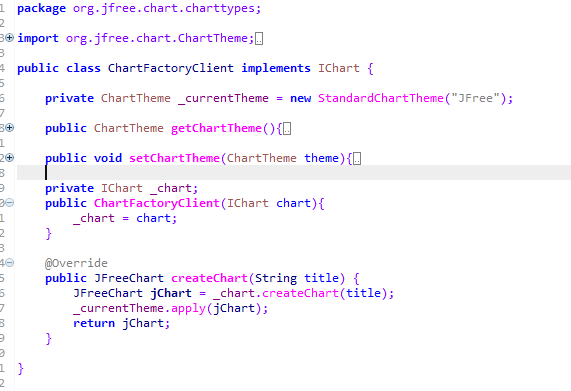 1 package org.jfree.chart.charttypes;
2
3 import org.jfree.chart.ChartTheme;
3
4 public class ChartFactoryClient implements IChart {
5
6 private ChartTheme _currentTheme = new StandardChartTheme("JFree");
7
8 public ChartTheme getChartTheme(){
1
2 public void setChartTheme(ChartTheme theme){
8
9 private IChart _chart;
0 public ChartFactoryClient(IChart chart){
1 _chart = chart;
2 }
3
4 @Override
5 public JFreeChart createChart(String title) {
6 JFreeChart jChart = _chart.createChart(title);
7 _currentTheme.apply(jChart);
8 return jChart;
9 }
0
1 }
2